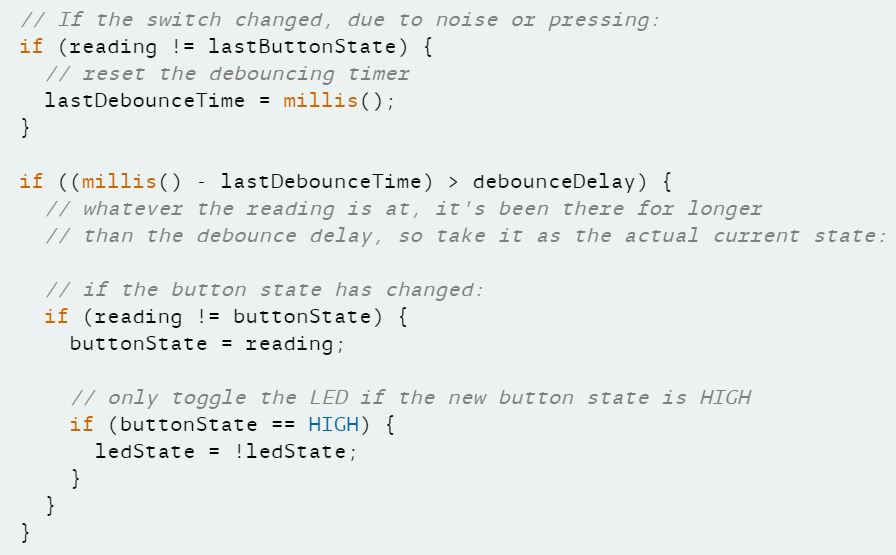 // If the switch changed, due to noise or pressing:
if (reading != lastButtonState) {
  // reset the debouncing timer
  lastDebounceTime = millis();
}

if ((millis() - lastDebounceTime) > debounceDelay) {
  // whatever the reading is at, it's been there for longer
  // than the debounce delay, so take it as the actual current state:

  // if the button state has changed:
  if (reading != buttonState) {
    buttonState = reading;

    // only toggle the LED if the new button state is HIGH
    if (buttonState == HIGH) {
      ledState = !ledState;
    }
  }
}